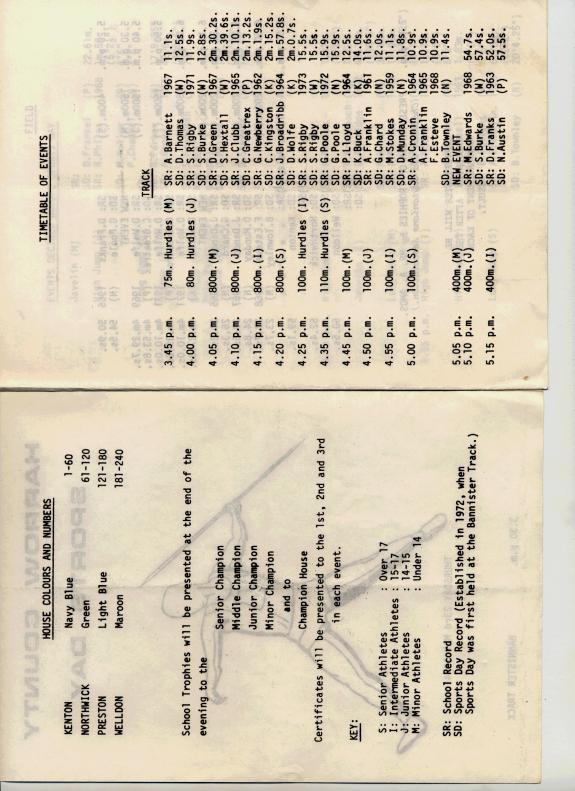 HOUSE COLOURS AND NUMBERS
KENTON Navy Blue 1-60
NORTHWICK Green 61-120
PRESTON Light Blue 121-180
WELLDON Maroon 181-240
School Trophies will be presented at the end of the
evening to the
Senior Champion
Middle Champion
Junior Champion
Minor Champion
and to
Champion House
Certificates will be presented to the 1st, 2nd and 3rd
in each event.
KEY:
S: Senior Athletes : Over 17
I: Intermediate Athletes : 15-17
J: Junior Athletes : 14-15
M: Minor Athletes : Under 14
SR: School Record
SD: Sports Day Record (Established in 1972, when
Sports Day was first held at the Bannister Track.)
TIMETABLE OF EVENTS
TRACK
3.45 p.m. 75m. Hurdles (M) SR: A.Barnett 1967 11.1s.
SD: D.Thomas (W) 12.5s.
4.00 p.m. 80m. Hurdles (J) SR: S.Rigby 1971 11.9s.
SD: S.Burke (W) 12.8s.
4.05 p.m. 800m.(M) SR: D.Green 1967 2m.30.2s.
SD: S.Hextall (W) 2m.39.6s.
4.10 p.m. 800m.(J) SR: J.Clubb 1965 2m.10.1s.
SD: C.Greatrex (P) 2m.13.2s.
4.15 p.m. 800m.(I) SR: G.Newberry 1962 2m.1.9s.
SD: A.Kingston (K) 2m.15.2s.
4.20 p.m. 800m.(S) SR: J.Broadribb 1964 1m.57.8s.
SD: D.Wolfe (K) 2m.0.7s.
4.25 p.m. 100m. Hurdles (I) SR: S.Rigby 1973 15.5s.
SD: S.Rigby (W) 15.5s.
4.35 p.m. 110m. Hurdles (S) SR: G.Poole 1972 15.9s.
SD: G.Poole (N) 15.9s.
4.45 p.m. 100m.(M) SR: P.Lloyd 1964 12.5s.
SD: K.Buck (K) 14.0s.
4.50 p.m. 100m.(J) SR: A.Franklin 1961 11.6s.
SD: G.Chard (N) 12.0s.
4.55 p.m. 100m.(I) SR: M.Stokes 1959 11.1s.
SD: D.Munday (N) 11.8s.
5.00 p.m. 100m.(S) SR: A.Cronin 1964 10.9s.
A.Franklin 1965 10.9s.
F.Esteve 1968 10.9s.
SD: B.Townley (N) 11.4s.
5.05 p.m. 400m.(M) NEW EVENT
5.10 p.m. 400m.(J) SR: M.Edwards 1968 54.7s.
SD: S.Burke (W) 57.4s.
5.15 p.m. 400m.(I) SR: S.Franks 1963 52.0s.
SD: N.Austin (P) 57.5s.